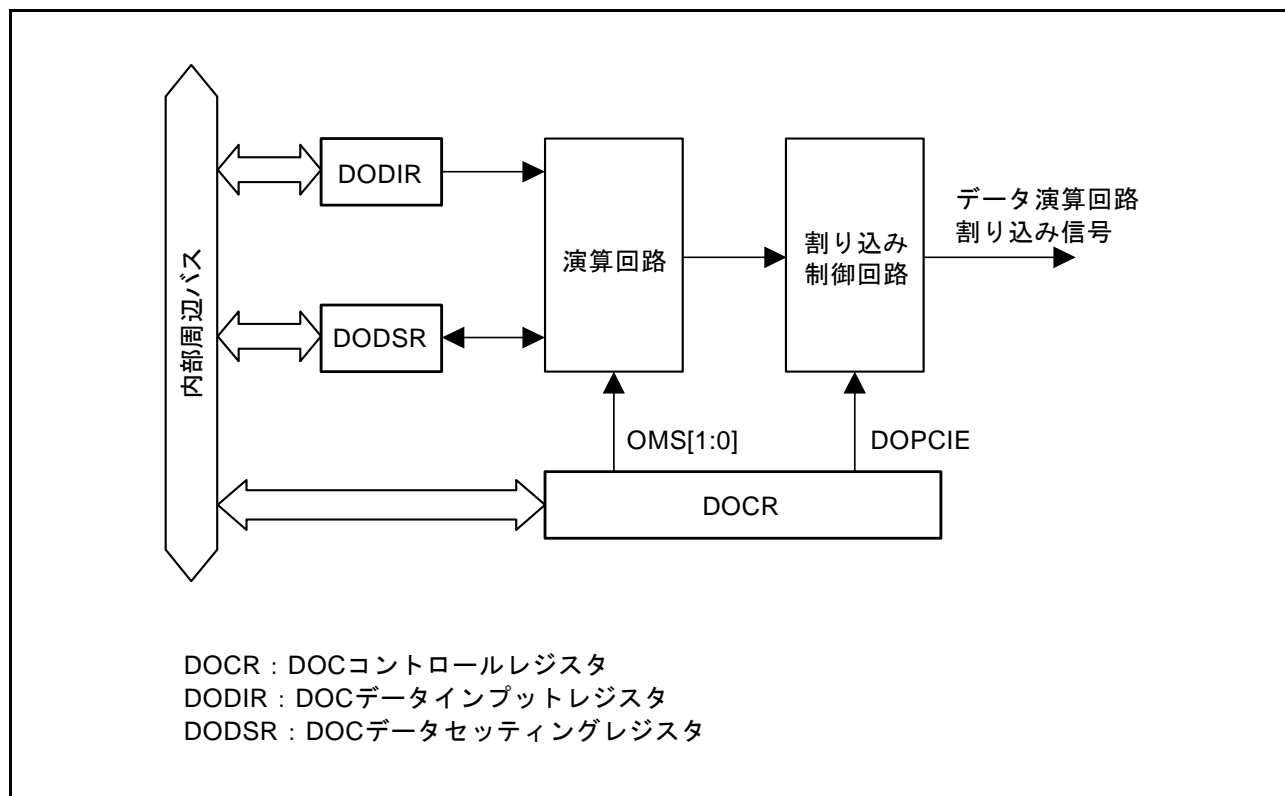 内部周辺バス
DODIR
DODSR
演算回路
割り込み
制御回路
データ演算回路
割り込み信号
OMS[1:0]
DOPCIE
DOCR
DOCR：DOCコントロールレジスタ
DODIR：DOCデータインプットレジスタ
DODSR：DOCデータセッティングレジスタ